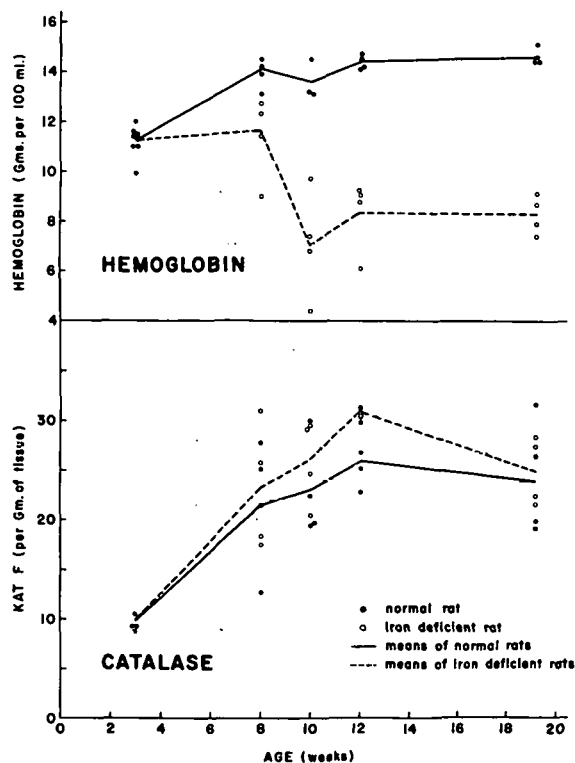 HEMOGLOBIN (Gms. per 100 ml.)
16
14
12
10
8
6
4
HEMOGLOBIN
KAT F (per Gm. of tissue)
30
20
10
0
normal rat
iron deficient rat
means of normal rats
means of iron deficient rats
CATALASE
0 2 4 6 8 10 12 14 16 18 20
AGE (weeks)